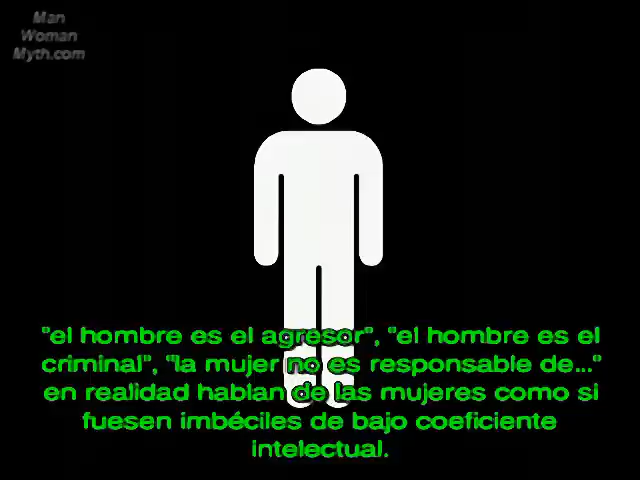 Man
Woman
Myth.com
"el hombre es el agresor", "el hombre es el
criminal", "la mujer no es responsable de..."
en realidad hablan de las mujeres como si
fuesen imbéciles de bajo coeficiente
intelectual.